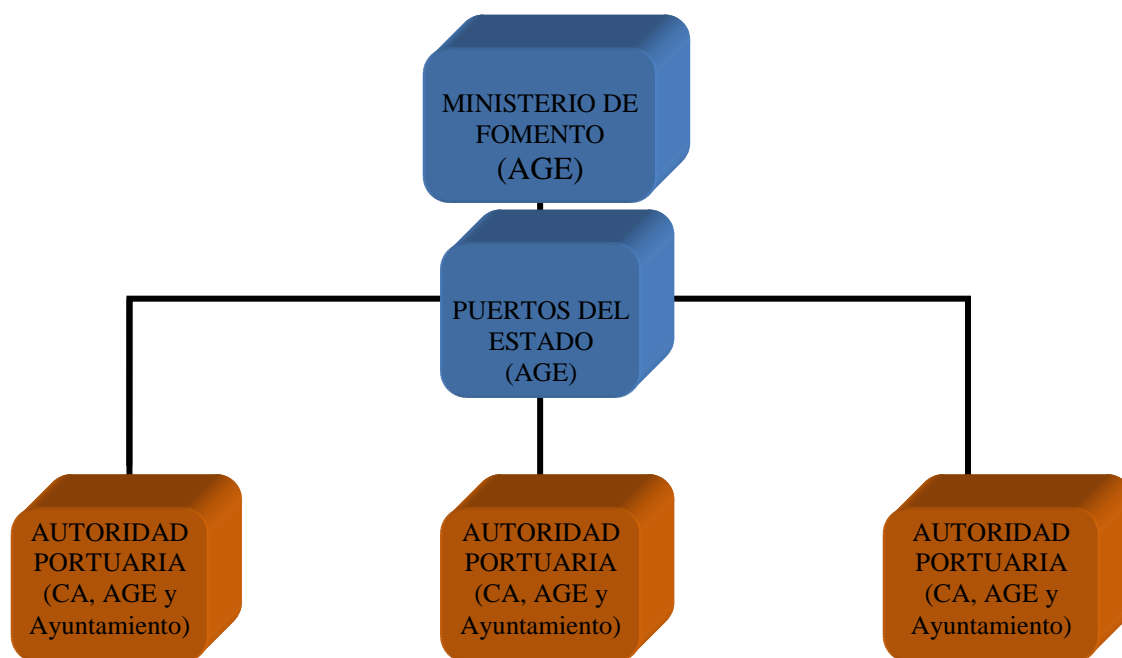 MINISTERIO DE
FOMENTO
(AGE)
PUERTOS DEL
ESTADO
(AGE)
AUTORIDAD
PORTUARIA
(CA, AGE y
Ayuntamiento)
AUTORIDAD
PORTUARIA
(CA, AGE y
Ayuntamiento)
AUTORIDAD
PORTUARIA
(CA, AGE y
Ayuntamiento)